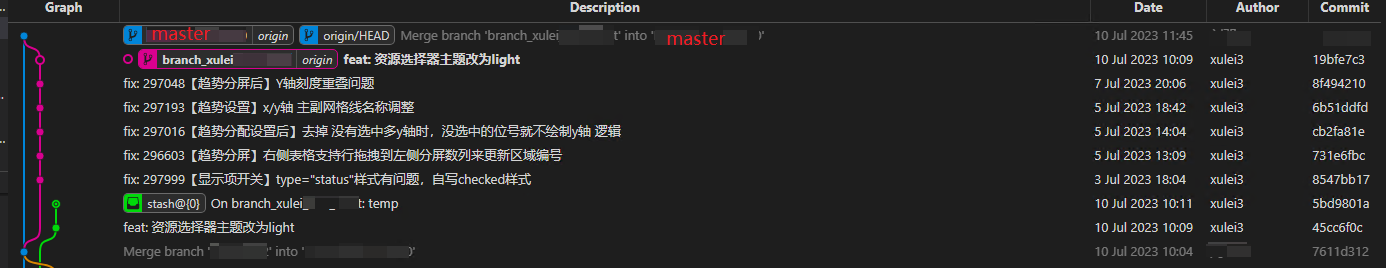 Graph Description Date Author Commit
master origin origin/HEAD Merge branch 'branch_xulei t' into ' master )' 10 Jul 2023 11:45
branch_xulei origin feat: 资源选择器主题改为light 10 Jul 2023 10:09 xulei3 19bfe7c3
fix: 297048【趋势分屏后】Y轴刻度重叠问题 7 Jul 2023 20:06 xulei3 8f494210
fix: 297193【趋势设置】x/y轴 主副网格线名称调整 5 Jul 2023 18:42 xulei3 6b51ddfd
fix: 297016【趋势分配设置后】去掉 没有选中多y轴时，没选中的位号就不绘制y轴 逻辑 5 Jul 2023 14:04 xulei3 cb2fa81e
fix: 296603【趋势分屏】右侧表格支持行拖拽到左侧分屏数列来更新区域编号 5 Jul 2023 13:09 xulei3 731e6fbc
fix: 297999【显示项开关】type="status"样式有问题，自写checked样式 3 Jul 2023 18:04 xulei3 8547bb17
stash@{0} On branch_xulei_ _ t: temp 10 Jul 2023 10:11 xulei3 5bd9801a
feat: 资源选择器主题改为light 10 Jul 2023 10:09 xulei3 45cc6f0c
Merge branch ' 2' into ' 0' 10 Jul 2023 10:04 7611d312